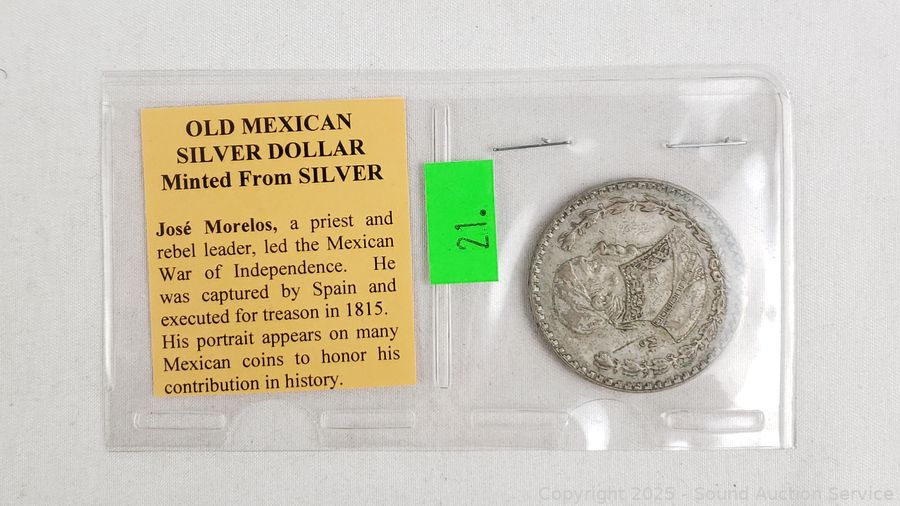 OLD MEXICAN
SILVER DOLLAR
Minted From SILVER
José Morelos, a priest and
rebel leader, led the Mexican
War of Independence. He
was captured by Spain and
executed for treason in 1815.
His portrait appears on many
Mexican coins to honor his
contribution in history.
21.
Copyright 2025 - Sound Auction Service